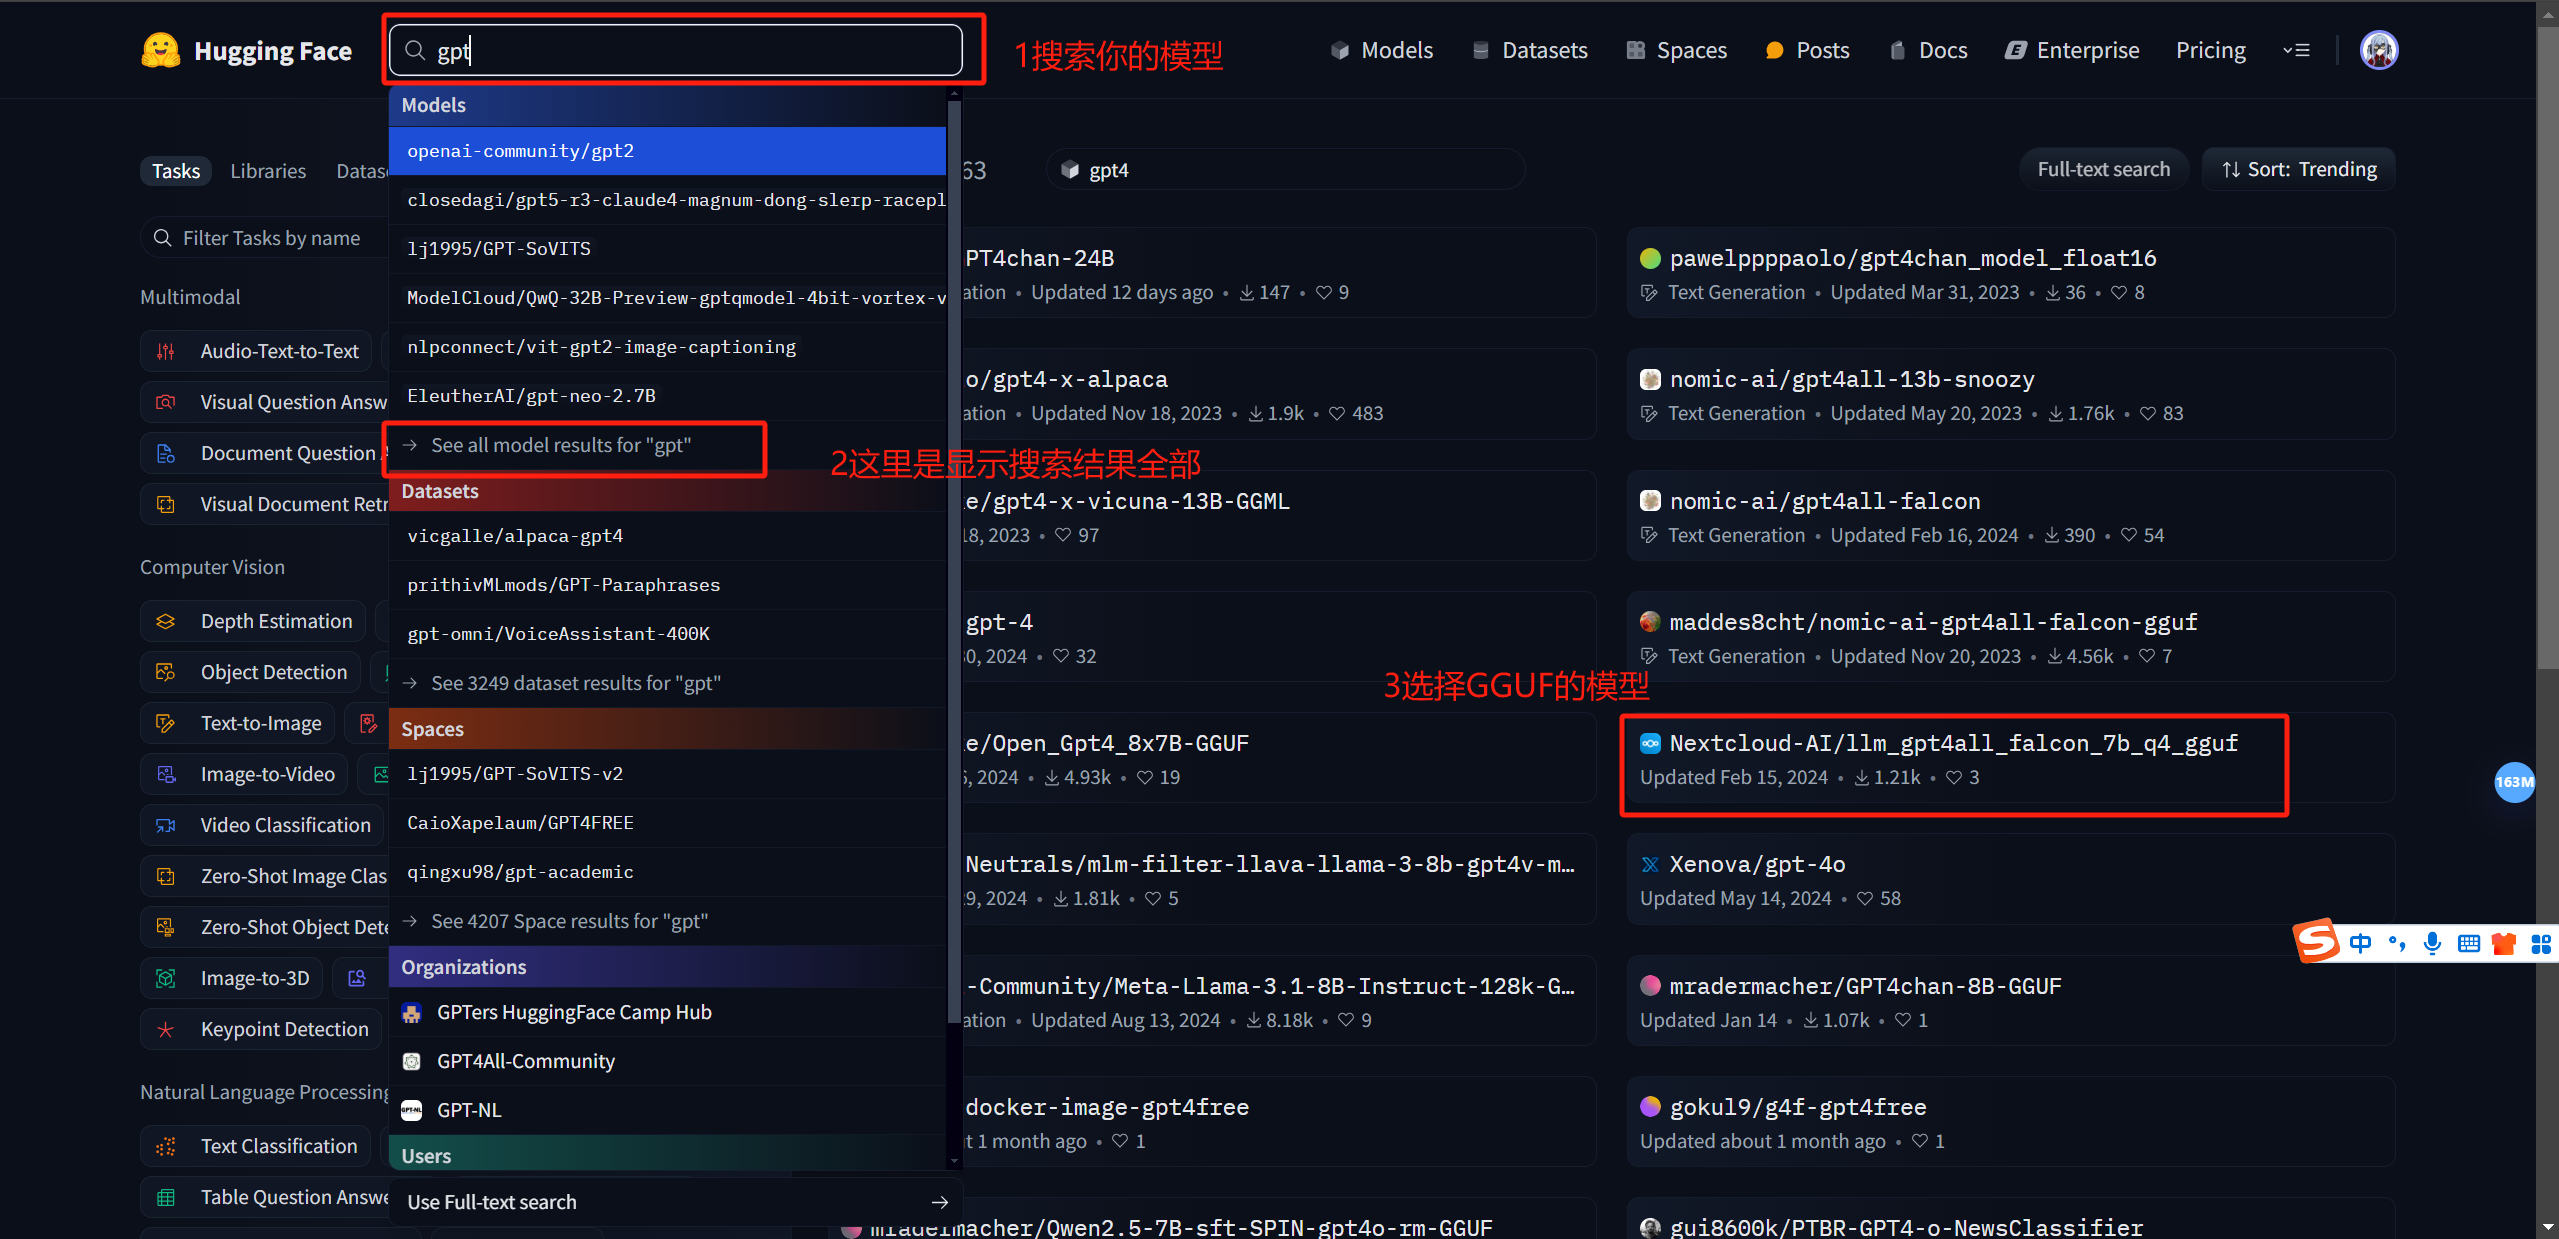 Hugging Face
gpt
1搜索你的模型
Models
Datasets
Spaces
Posts
Docs
Enterprise
Pricing
Tasks
Libraries
Filter Tasks by name
Multimodal
Audio-Text-to-Text
Visual Question Answ
Document Question
Visual Document Retr
Computer Vision
Depth Estimation
Object Detection
Text-to-Image
Image-to-Video
Video Classification
Zero-Shot Image Clas
Zero-Shot Object Dete
Image-to-3D
Keypoint Detection
Natural Language Processing
Text Classification
Table Question Answe
Models
openai-community/gpt2
closedagi/gpt5-r3-claude4-magnum-dong-slerp-racepl
lj1995/GPT-SoVITS
ModelCloud/QwQ-32B-Preview-gptqmodel-4bit-vortex-v
nlpconnect/vit-gpt2-image-captioning
EleutherAI/gpt-neo-2.7B
See all model results for "gpt"
2这里是显示搜索结果全部
Datasets
vicgalle/alpaca-gpt4
prithivMLmods/GPT-Paraphrases
gpt-omni/VoiceAssistant-400K
See 3249 dataset results for "gpt"
Spaces
lj1995/GPT-SoVITS-v2
CaioXapelaum/GPT4FREE
qingxu98/gpt-academic
See 4207 Space results for "gpt"
Organizations
GPTers HuggingFace Camp Hub
GPT4All-Community
GPT-NL
Users
Use Full-text search
63
gpt4
Full-text search
Sort: Trending
PT4chan-24B
ation • Updated 12 days ago • 147 • 9
pawelppppaolo/gpt4chan_model_float16
Text Generation • Updated Mar 31, 2023 • 36 • 8
o/gpt4-x-alpaca
ation • Updated Nov 18, 2023 • 1.9k • 483
nomic-ai/gpt4all-13b-snoozy
Text Generation • Updated May 20, 2023 • 1.76k • 83
e/gpt4-x-vicuna-13B-GGML
18, 2023 • 97
nomic-ai/gpt4all-falcon
Text Generation • Updated Feb 16, 2024 • 390 • 54
gpt-4
30, 2024 • 32
maddes8cht/nomic-ai-gpt4all-falcon-gguf
Text Generation • Updated Nov 20, 2023 • 4.56k • 7
3选择GGUF的模型
e/Open_Gpt4_8x7B-GGUF
, 2024 • 4.93k • 19
Nextcloud-AI/llm_gpt4all_falcon_7b_q4_gguf
Updated Feb 15, 2024 • 1.21k • 3
163M
Neutrals/mlm-filter-llava-llama-3-8b-gpt4v-m…
29, 2024 • 1.81k • 5
Xenova/gpt-4o
Updated May 14, 2024 • 58
中
-Community/Meta-Llama-3.1-8B-Instruct-128k-G…
ation • Updated Aug 13, 2024 • 8.18k • 9
mradermacher/GPT4chan-8B-GGUF
Updated Jan 14 • 1.07k • 1
docker-image-gpt4free
t 1 month ago • 1
gokul9/g4f-gpt4free
Updated about 1 month ago • 1
mradermacher/Qwen2.5-7B-sft-SPIN-gpt4o-rm-GGUF
gui8600k/PTBR-GPT4-o-NewsClassifier